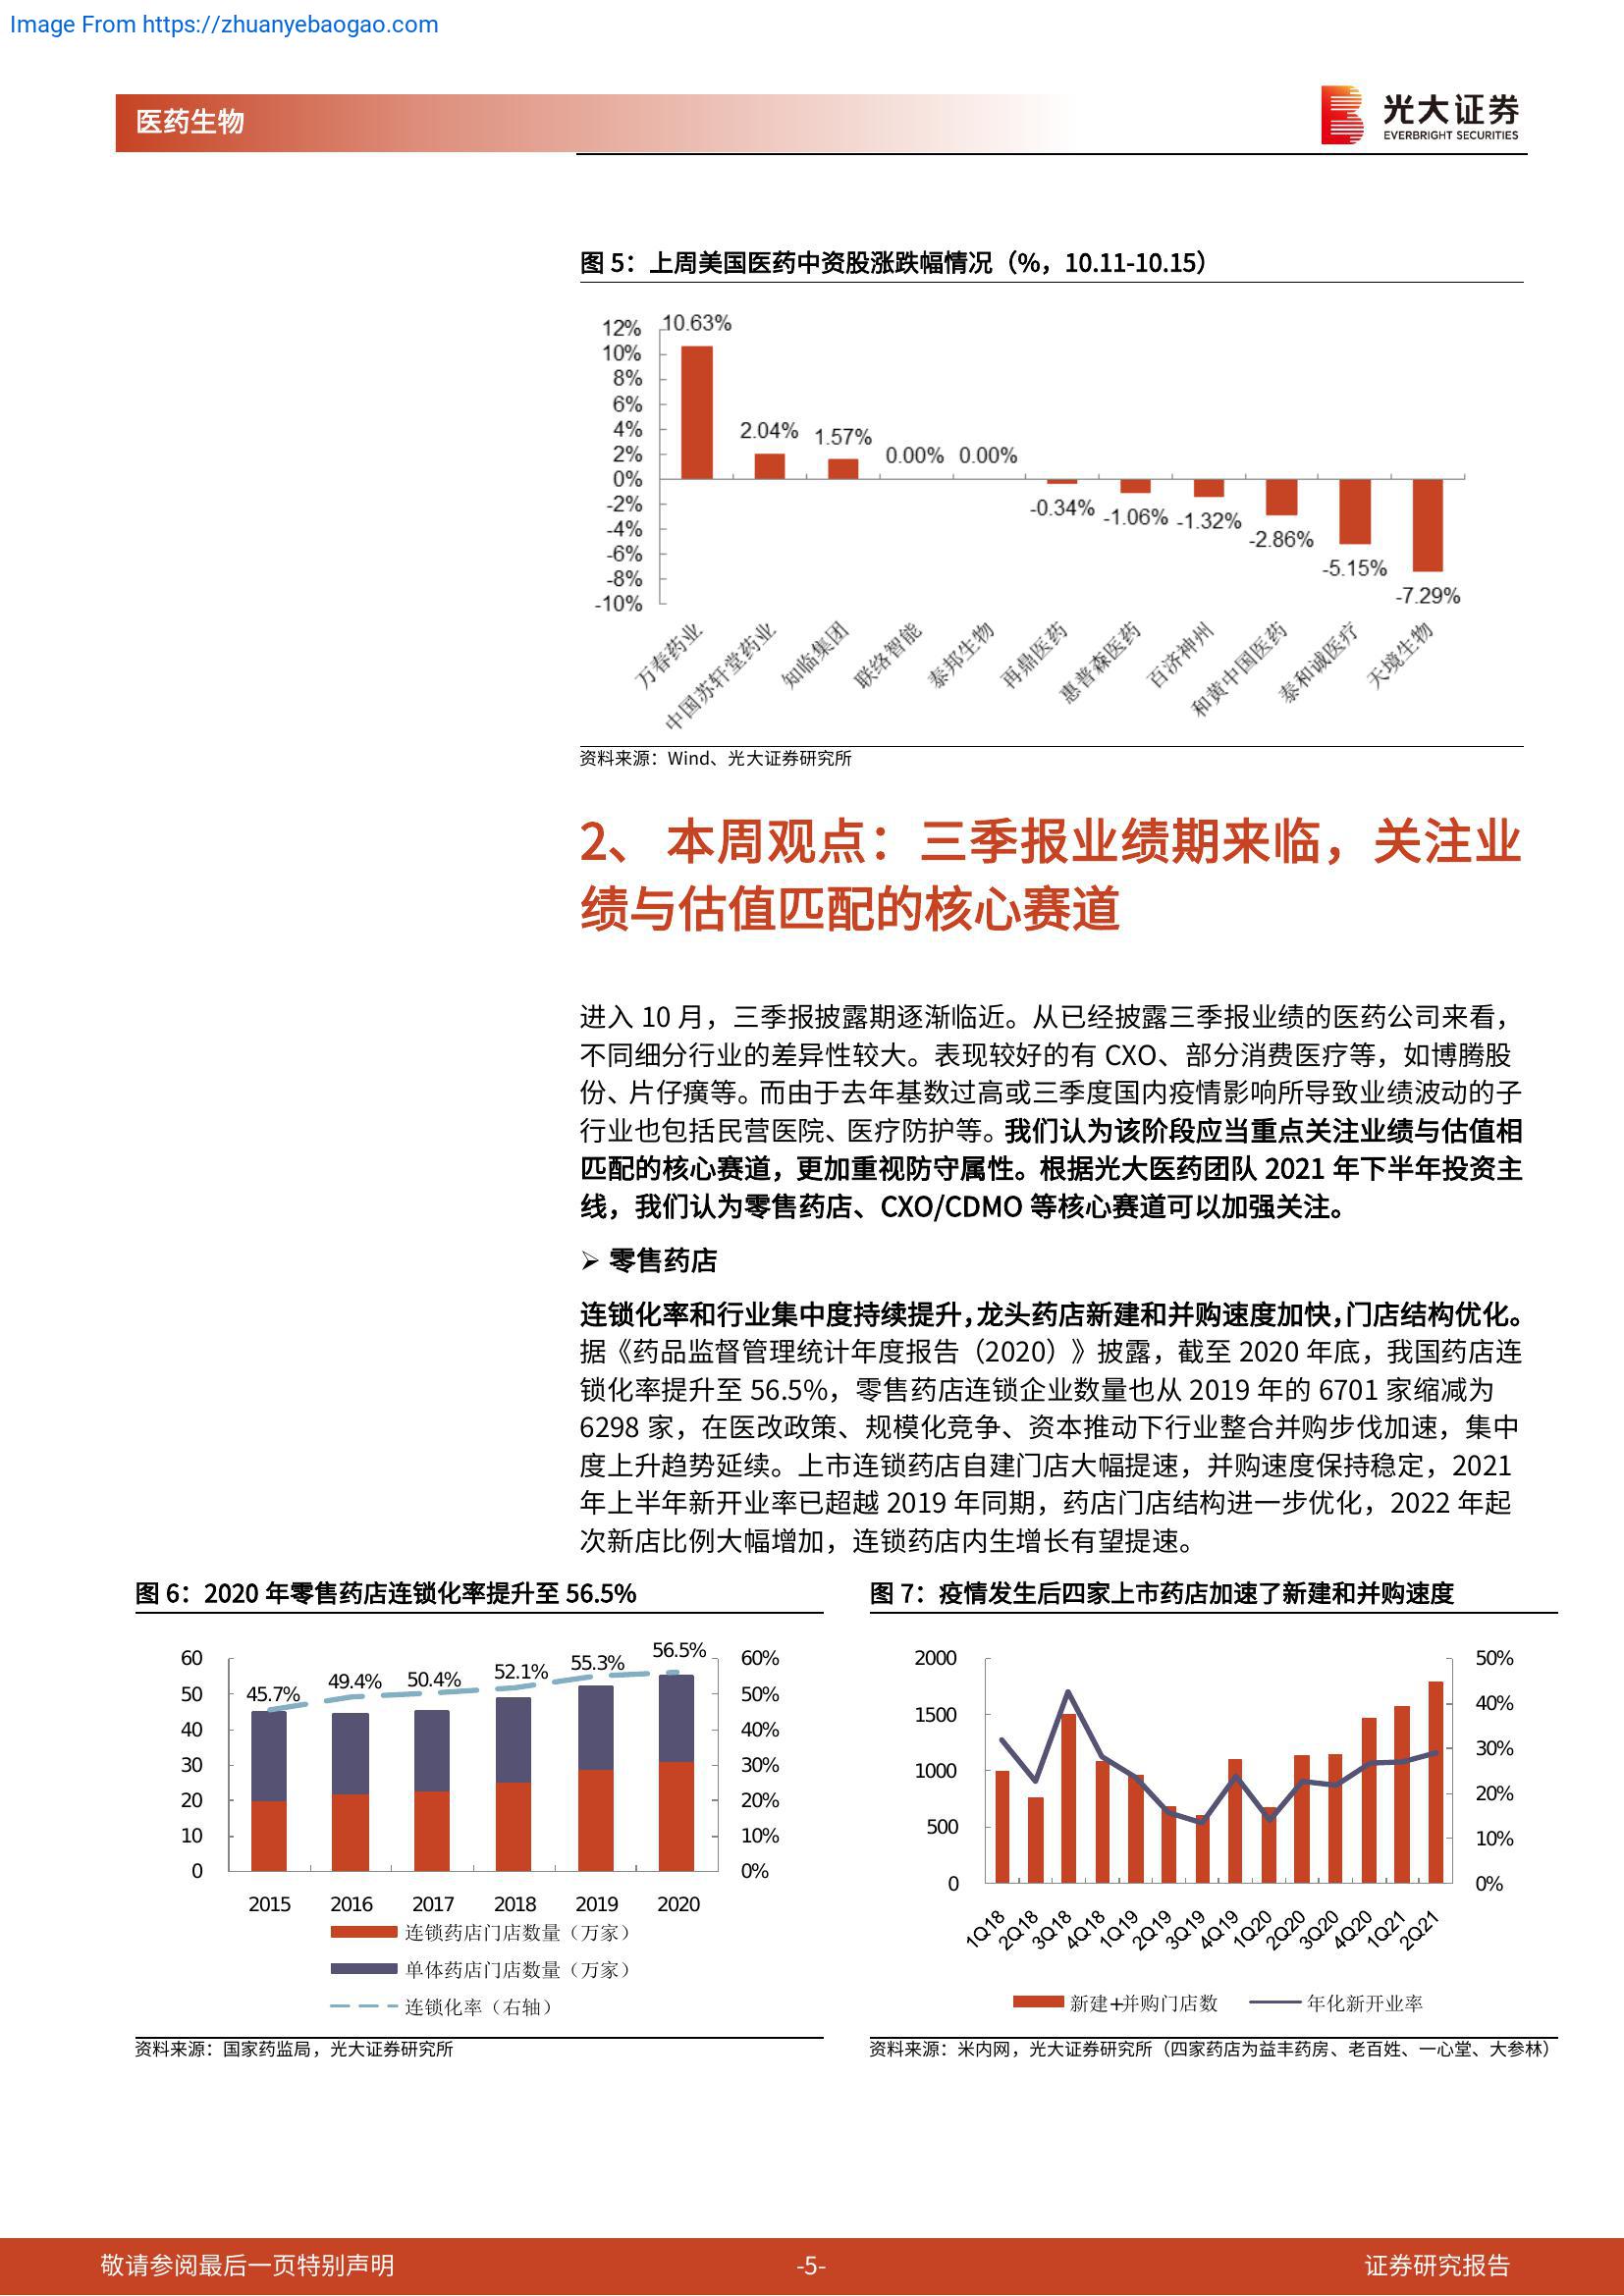 Image From https://zhuanyebaogao.com
医药生物
光大证券
EVERBRIGHT SECURITIES
图 5：上周美国医药中资股涨跌幅情况（%，10.11-10.15）
12%
10%
8%
6%
4%
2%
0%
-2%
-4%
-6%
-8%
-10%
10.63%
2.04%
1.57%
0.00%
0.00%
-0.34%
-1.06%
-1.32%
-2.86%
-5.15%
-7.29%
万春药业
中国苏轩堂药业
知临集团
联络智能
泰邦生物
再鼎医药
惠普森医药
百济神州
和黄中国医药
泰和诚医疗
天境生物
资料来源：Wind、光大证券研究所
2、 本周观点：三季报业绩期来临，关注业
绩与估值匹配的核心赛道
进入 10 月，三季报披露期逐渐临近。从已经披露三季报业绩的医药公司来看，
不同细分行业的差异性较大。表现较好的有 CXO、部分消费医疗等，如博腾股
份、片仔癀等。而由于去年基数过高或三季度国内疫情影响所导致业绩波动的子
行业也包括民营医院、医疗防护等。我们认为该阶段应当重点关注业绩与估值相
匹配的核心赛道，更加重视防守属性。根据光大医药团队 2021 年下半年投资主
线，我们认为零售药店、CXO/CDMO 等核心赛道可以加强关注。
➢ 零售药店
连锁化率和行业集中度持续提升，龙头药店新建和并购速度加快，门店结构优化。
据《药品监督管理统计年度报告（2020）》披露，截至 2020 年底，我国药店连
锁化率提升至 56.5%，零售药店连锁企业数量也从 2019 年的 6701 家缩减为
6298 家，在医改政策、规模化竞争、资本推动下行业整合并购步伐加速，集中
度上升趋势延续。上市连锁药店自建门店大幅提速，并购速度保持稳定，2021
年上半年新开业率已超越 2019 年同期，药店门店结构进一步优化，2022 年起
次新店比例大幅增加，连锁药店内生增长有望提速。
图 6：2020 年零售药店连锁化率提升至 56.5%
60
50
40
30
20
10
0
45.7%
49.4%
50.4%
52.1%
55.3%
56.5%
60%
50%
40%
30%
20%
10%
0%
2015 2016 2017 2018 2019 2020
连锁药店门店数量（万家）
单体药店门店数量（万家）
连锁化率（右轴）
资料来源：国家药监局，光大证券研究所
图 7：疫情发生后四家上市药店加速了新建和并购速度
2000
1500
1000
500
0
50%
40%
30%
20%
10%
0%
1Q18 2Q18 3Q18 4Q18 1Q19 2Q19 3Q19 4Q19 1Q20 2Q20 3Q20 4Q20 1Q21 2Q21
新建+并购门店数 年化新开业率
资料来源：米内网，光大证券研究所（四家药店为益丰药房、老百姓、一心堂、大参林）
敬请参阅最后一页特别声明
-5-
证券研究报告